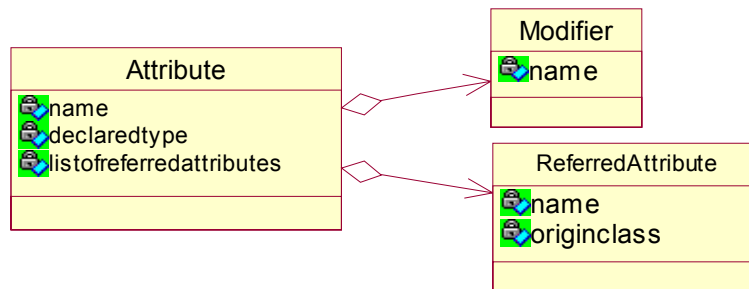 Attribute
name
declaredtype
listofreferredattributes
Modifier
name
ReferredAttribute
name
originclass